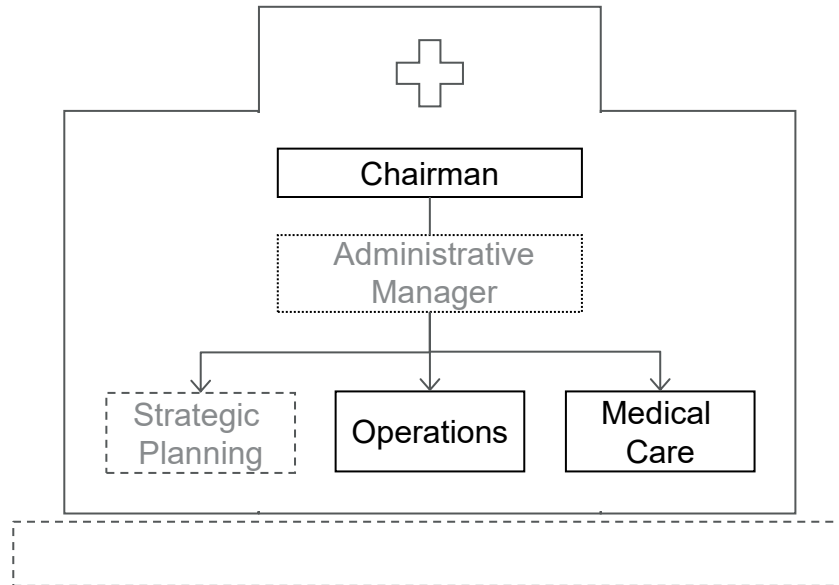 Chairman
Administrative
Manager
Strategic
Planning
Operations
Medical
Care